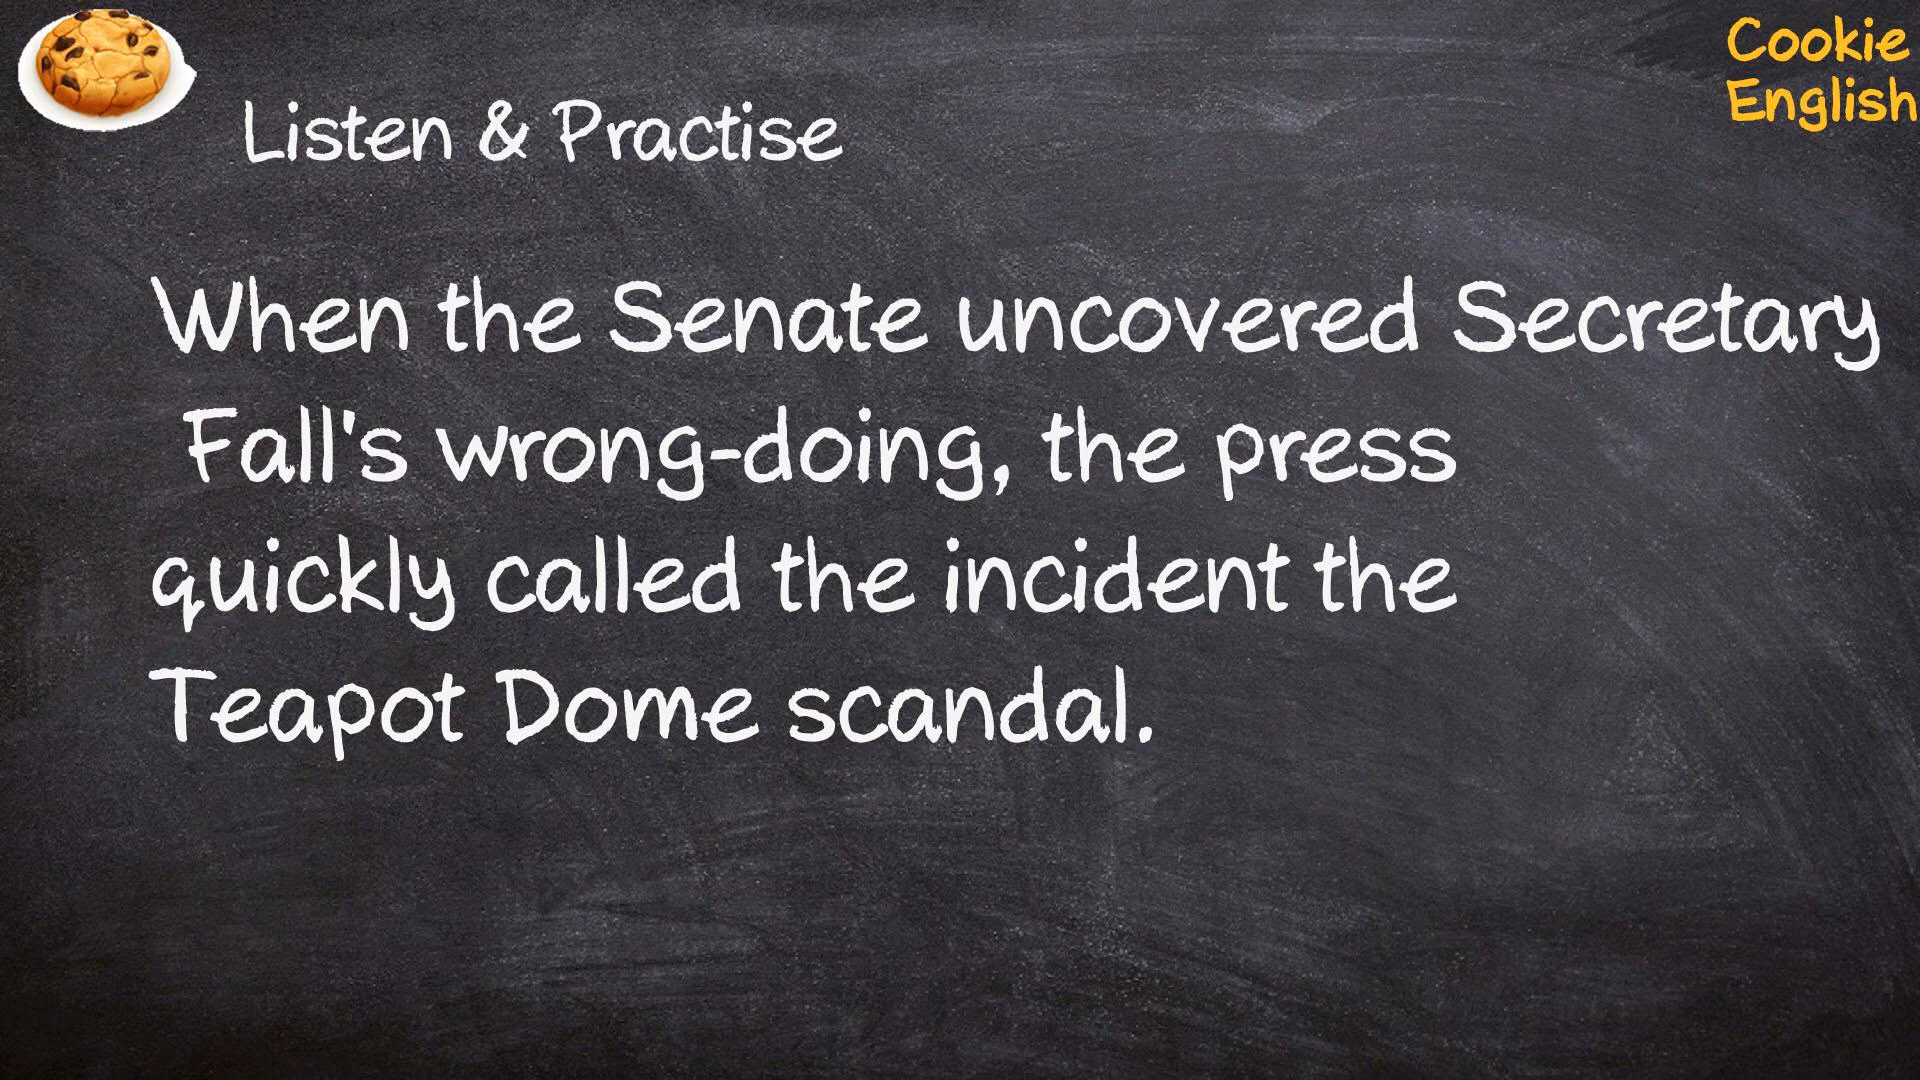 Cookie
English
Listen & Practise
When the Senate uncovered Secretary
Fall's wrong-doing, the press
quickly called the incident the
Teapot Dome scandal.